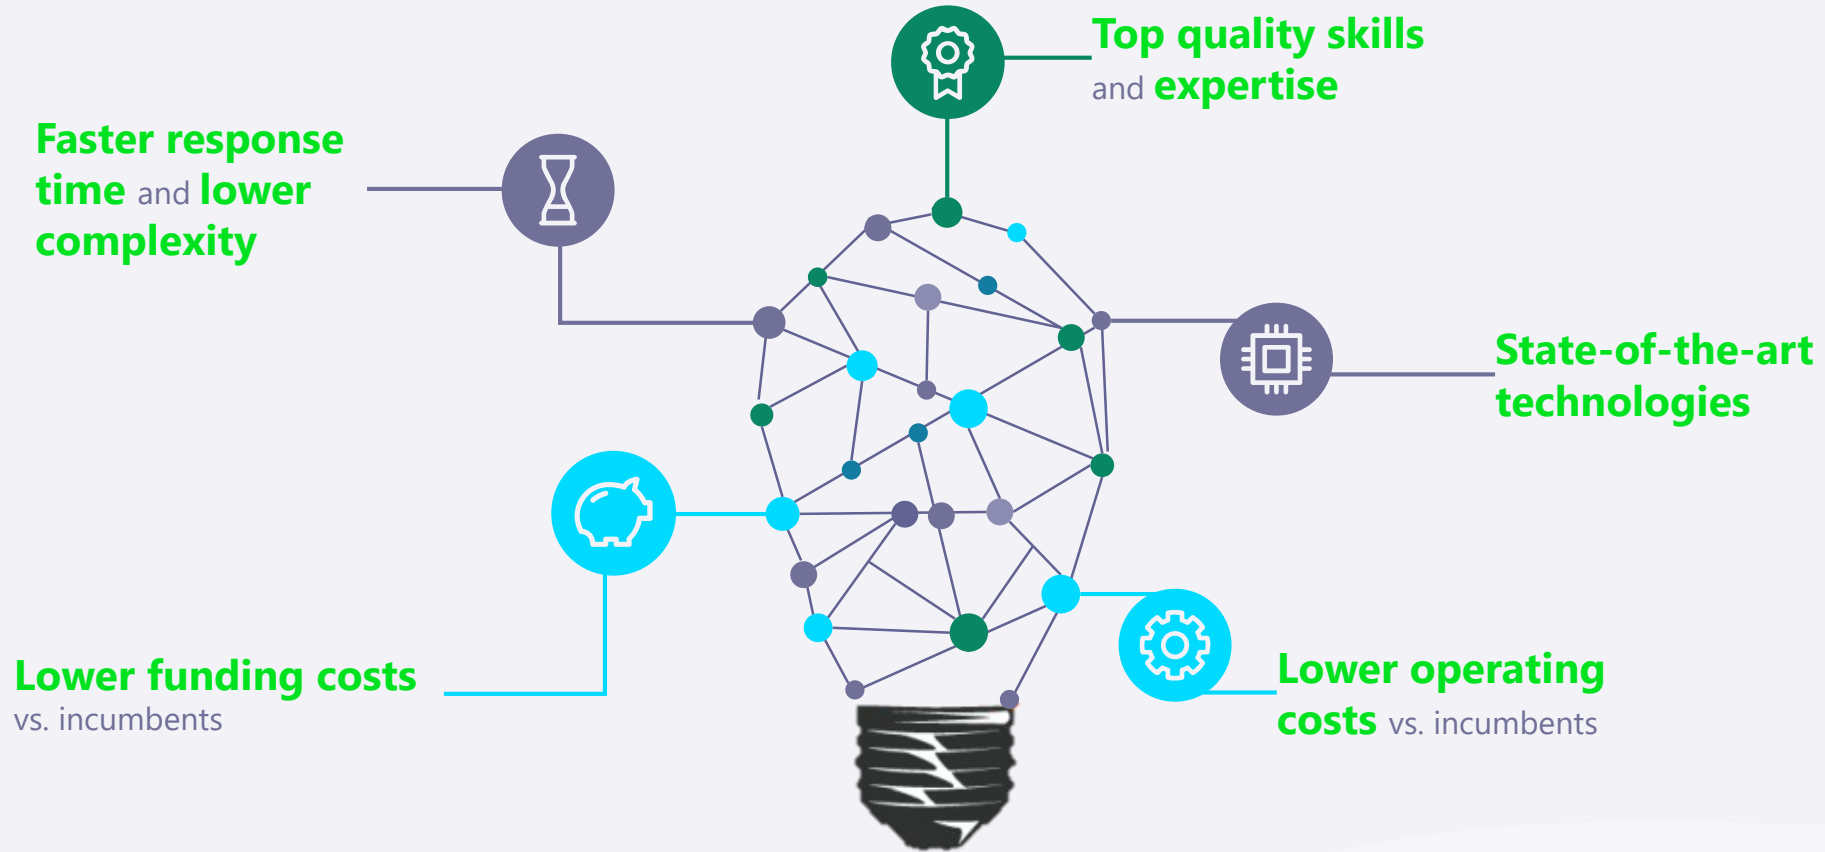 Top quality skills
and expertise
Faster response
time and lower
complexity
State-of-the-art
technologies
Lower funding costs
vs. incumbents
Lower operating
costs vs. incumbents